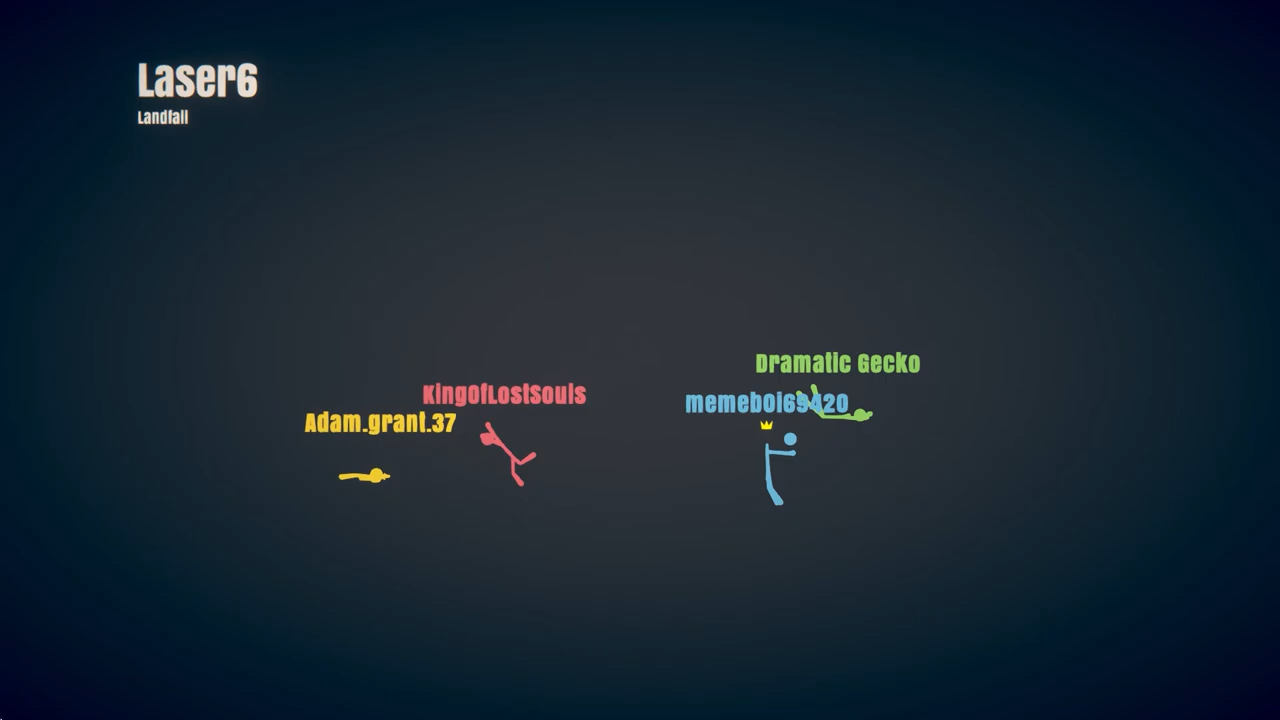 Laser6
Landfall
Dramatic Gecko
KingOfLostSouls
memeboi69420
Adam.grant.37